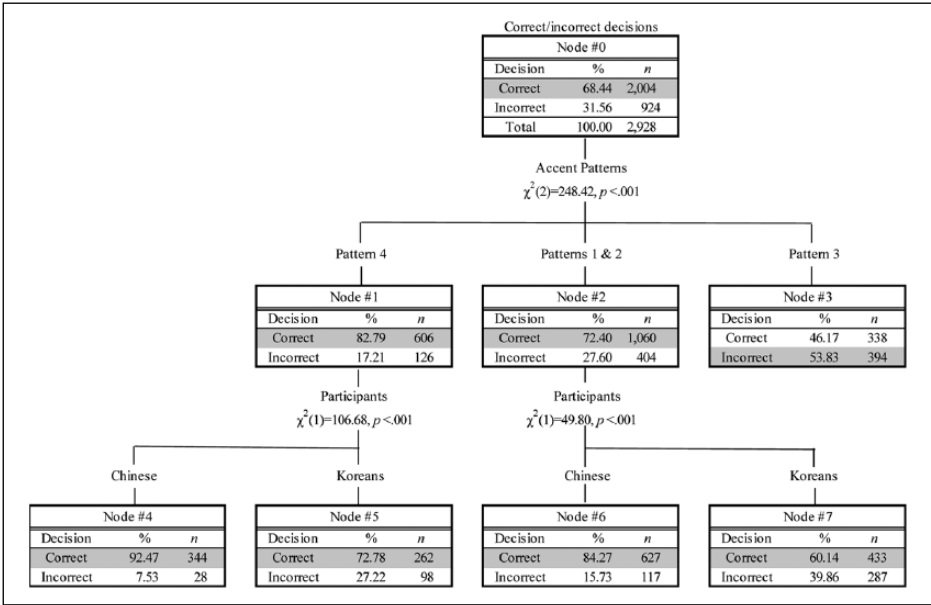 Correct/incorrect decisions
Node #0
Decision % n
Correct 68.44 2,004
Incorrect 31.56 924
Total 100.00 2,928
Accent Patterns
χ²(2)=248.42, p <.001
Pattern 4 Patterns 1 & 2 Pattern 3
Node #1 Node #2 Node #3
Decision % n Decision % n Decision % n
Correct 82.79 606 Correct 72.40 1,060 Correct 46.17 338
Incorrect 17.21 126 Incorrect 27.60 404 Incorrect 53.83 394
Participants Participants
χ²(1)=106.68, p <.001 χ²(1)=49.80, p <.001
Chinese Koreans Chinese Koreans
Node #4 Node #5 Node #6 Node #7
Decision % n Decision % n Decision % n Decision % n
Correct 92.47 344 Correct 72.78 262 Correct 84.27 627 Correct 60.14 433
Incorrect 7.53 28 Incorrect 27.22 98 Incorrect 15.73 117 Incorrect 39.86 287